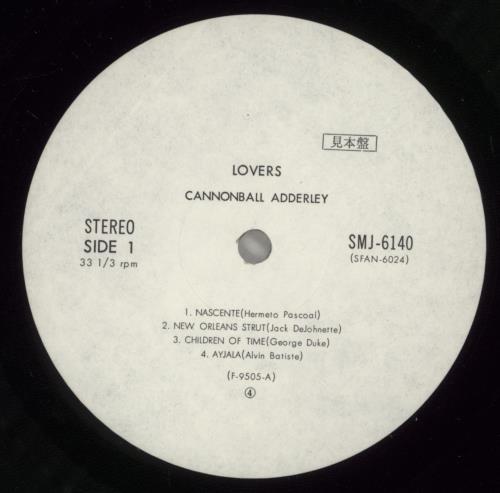 見本盤
LOVERS
CANNONBALL ADDERLEY
STEREO
SIDE 1
33 1/3 rpm
SMJ-6140
(SFAN-6024)
1. NASCENTE(Hermeto Pascoal)
2. NEW ORLEANS STRUT(Jack DeJohnette)
3. CHILDREN OF TIME(George Duke)
4. AYJALA(Alvin Batiste)
(F-9505-A)
④